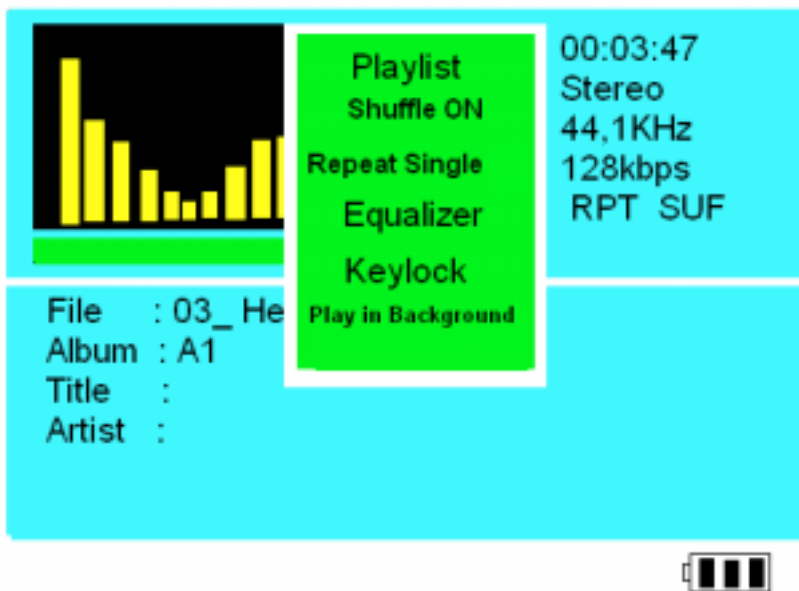 Playlist
Shuffle ON
Repeat Single
Equalizer
Keylock
Play in Background
00:03:47
Stereo
44,1KHz
128kbps
RPT SUF
File : 03_ He
Album : A1
Title :
Artist :